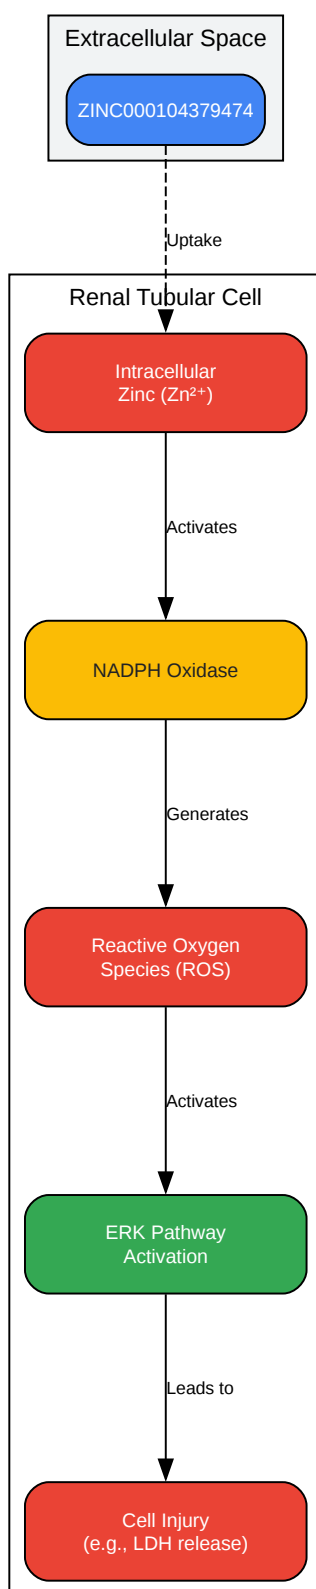 Extracellular Space
ZINC000104379474
Uptake
Renal Tubular Cell
Intracellular
Zinc (Zn²⁺)
Activates
NADPH Oxidase
Generates
Reactive Oxygen
Species (ROS)
Activates
ERK Pathway
Activation
Leads to
Cell Injury
(e.g., LDH release)